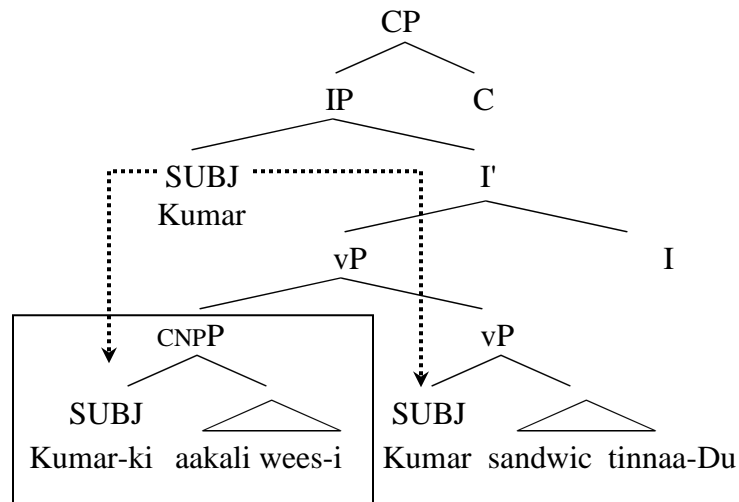 CP
IP C
SUBJ I'
Kumar
vP I
CNPP vP
SUBJ SUBJ
Kumar-ki aakali wees-i Kumar sandwic tinnaa-Du